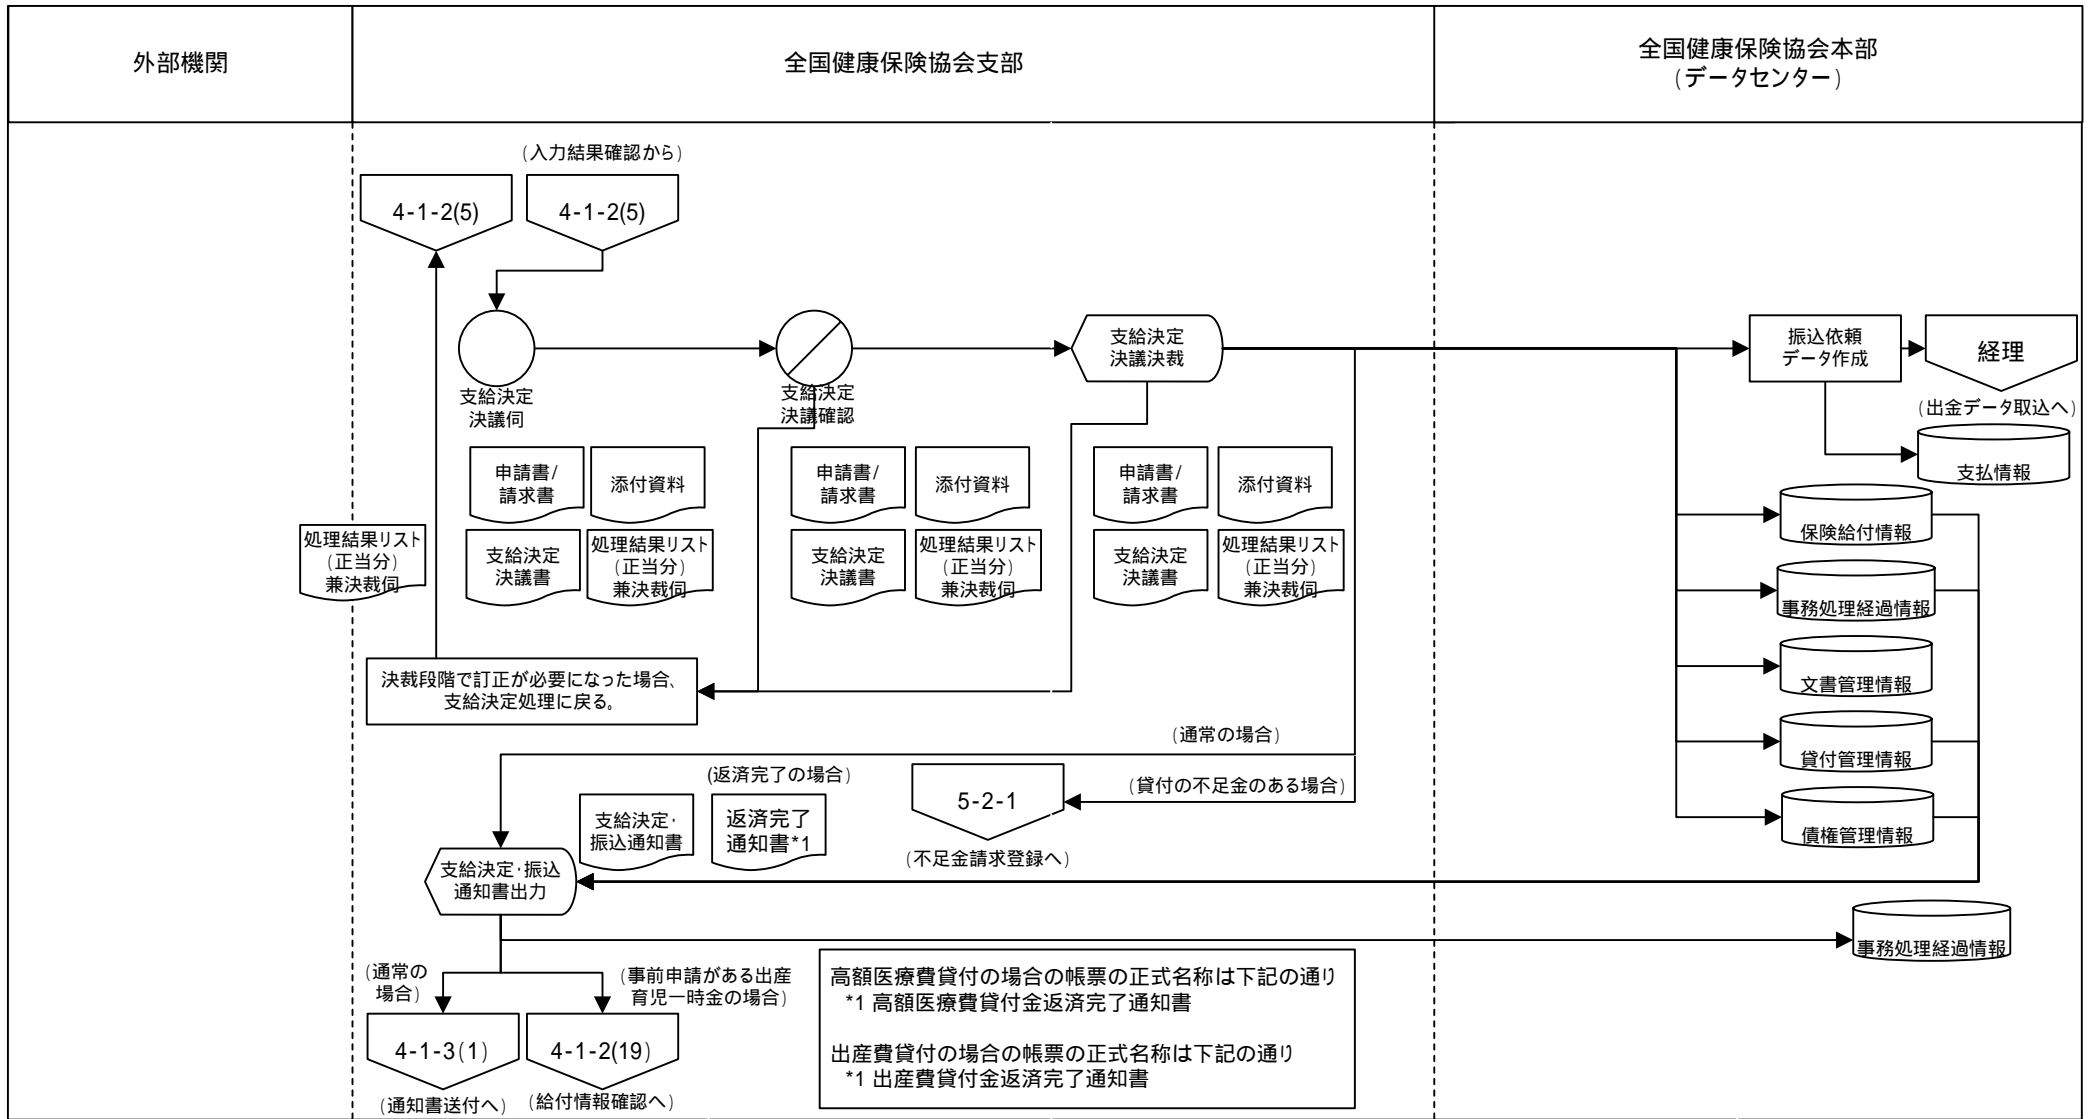 外部機関
全国健康保険協会支部
全国健康保険協会本部
(データセンター)
(入力結果確認から)
4-1-2(5)
4-1-2(5)
支給決定
決議伺
支給決定
決議確認
支給決定
決議決裁
振込依頼
データ作成
経理
(出金データ取込へ)
支払情報
申請書/
請求書
添付資料
申請書/
請求書
添付資料
申請書/
請求書
添付資料
処理結果リスト
(正当分)
兼決裁伺
支給決定
決議書
処理結果リスト
(正当分)
兼決裁伺
支給決定
決議書
処理結果リスト
(正当分)
兼決裁伺
支給決定
決議書
処理結果リスト
(正当分)
兼決裁伺
保険給付情報
事務処理経過情報
文書管理情報
貸付管理情報
債権管理情報
決裁段階で訂正が必要になった場合、
支給決定処理に戻る。
(通常の場合)
(返済完了の場合)
(貸付の不足金のある場合)
支給決定・
振込通知書
返済完了
通知書*1
5-2-1
(不足金請求登録へ)
支給決定・振込
通知書出力
事務処理経過情報
(通常の
場合)
(事前申請がある出産
育児一時金の場合)
4-1-3(1)
4-1-2(19)
(通知書送付へ)
(給付情報確認へ)
高額医療費貸付の場合の帳票の正式名称は下記の通り
*1 高額医療費貸付金返済完了通知書
出産費貸付の場合の帳票の正式名称は下記の通り
*1 出産費貸付金返済完了通知書